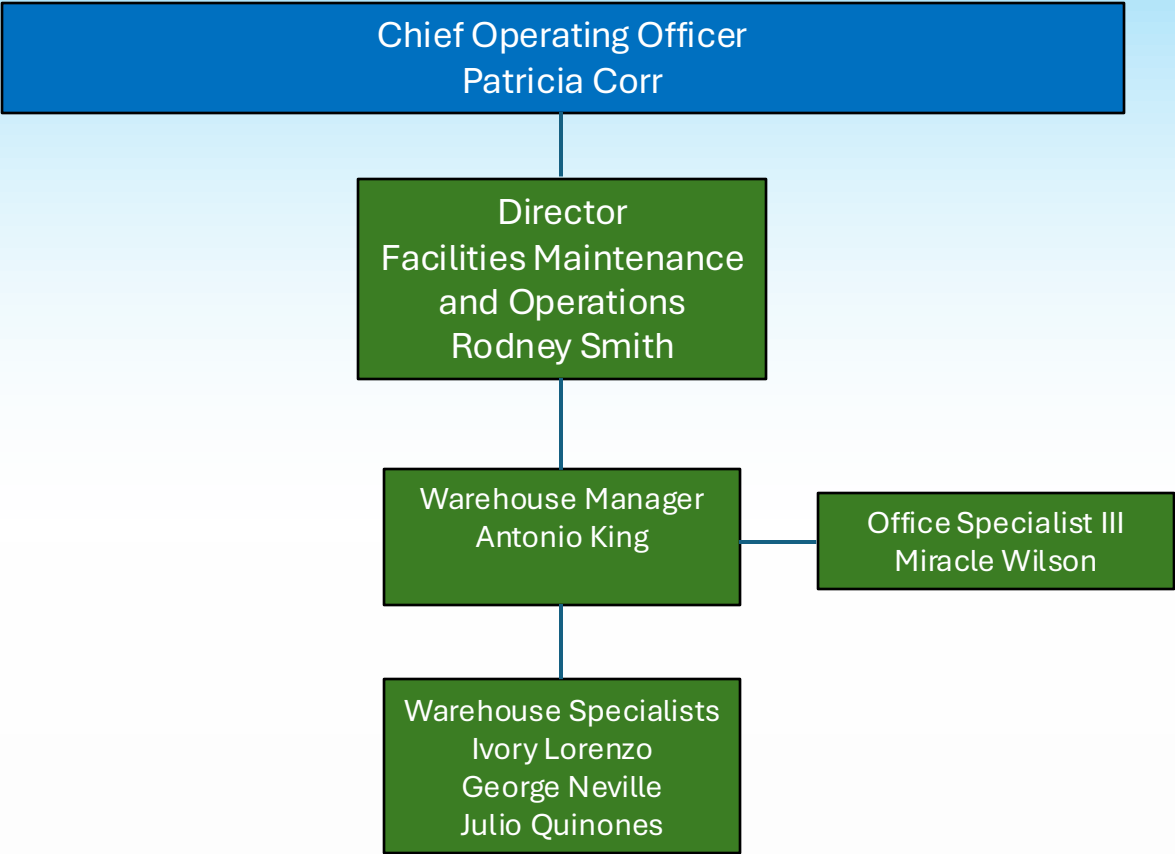 Chief Operating Officer
Patricia Corr
Director
Facilities Maintenance
and Operations
Rodney Smith
Warehouse Manager
Antonio King
Office Specialist III
Miracle Wilson
Warehouse Specialists
Ivory Lorenzo
George Neville
Julio Quinones